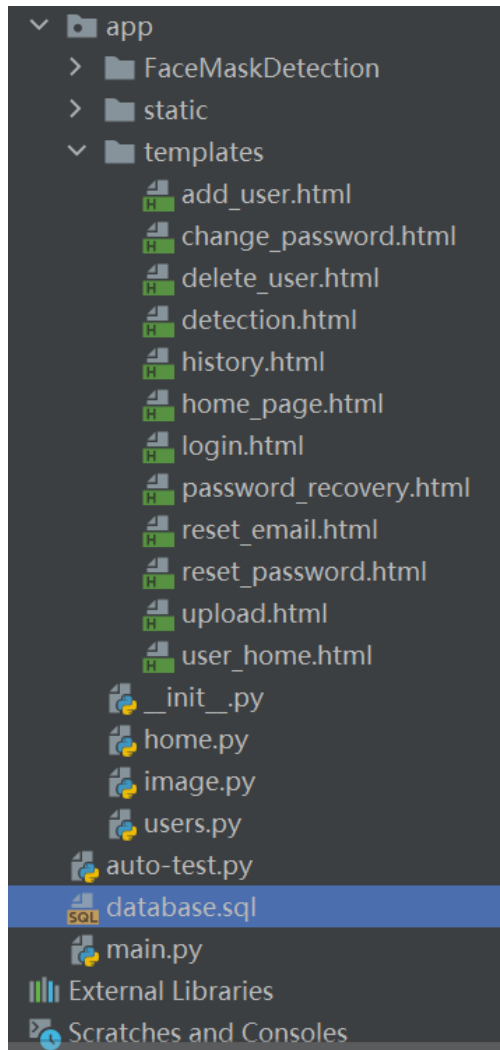 app
FaceMaskDetection
static
templates
add_user.html
change_password.html
delete_user.html
detection.html
history.html
home_page.html
login.html
password_recovery.html
reset_email.html
reset_password.html
upload.html
user_home.html
__init__.py
home.py
image.py
users.py
auto-test.py
database.sql
main.py
External Libraries
Scratches and Consoles